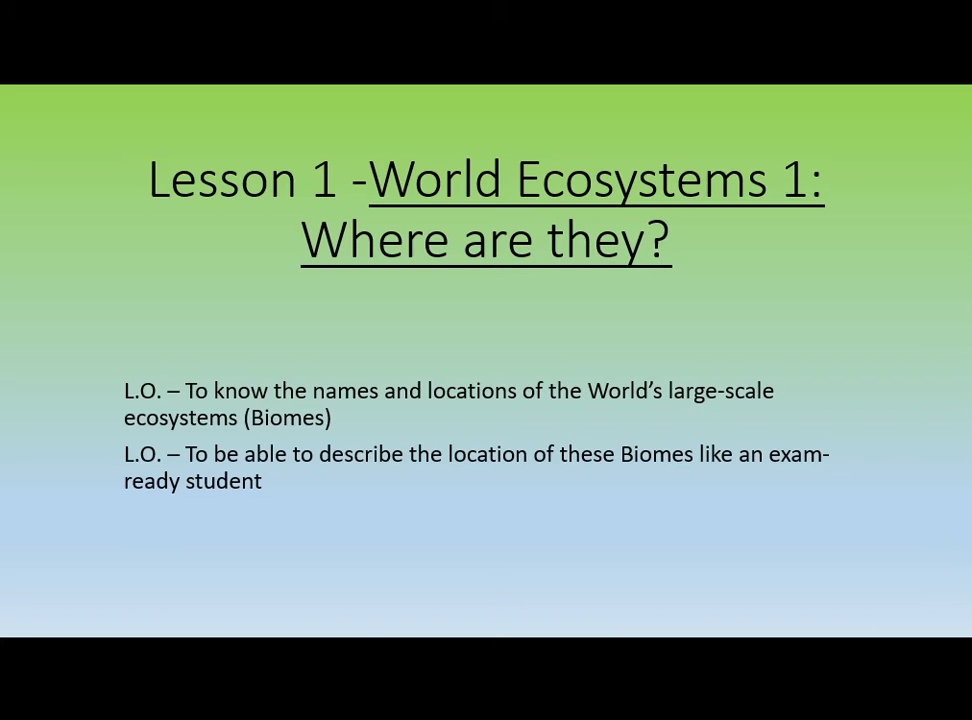 Lesson 1 -World Ecosystems 1:
Where are they?
L.O. – To know the names and locations of the World’s large-scale
ecosystems (Biomes)
L.O. – To be able to describe the location of these Biomes like an exam-
ready student